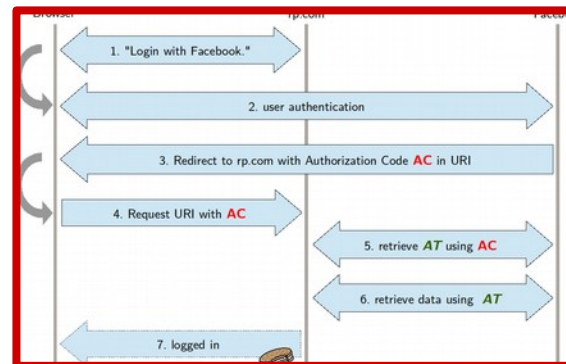 Browser rp.com Facebook
1. "Login with Facebook."
2. user authentication
3. Redirect to rp.com with Authorization Code AC in URI
4. Request URI with AC
5. retrieve AT using AC
6. retrieve data using AT
7. logged in